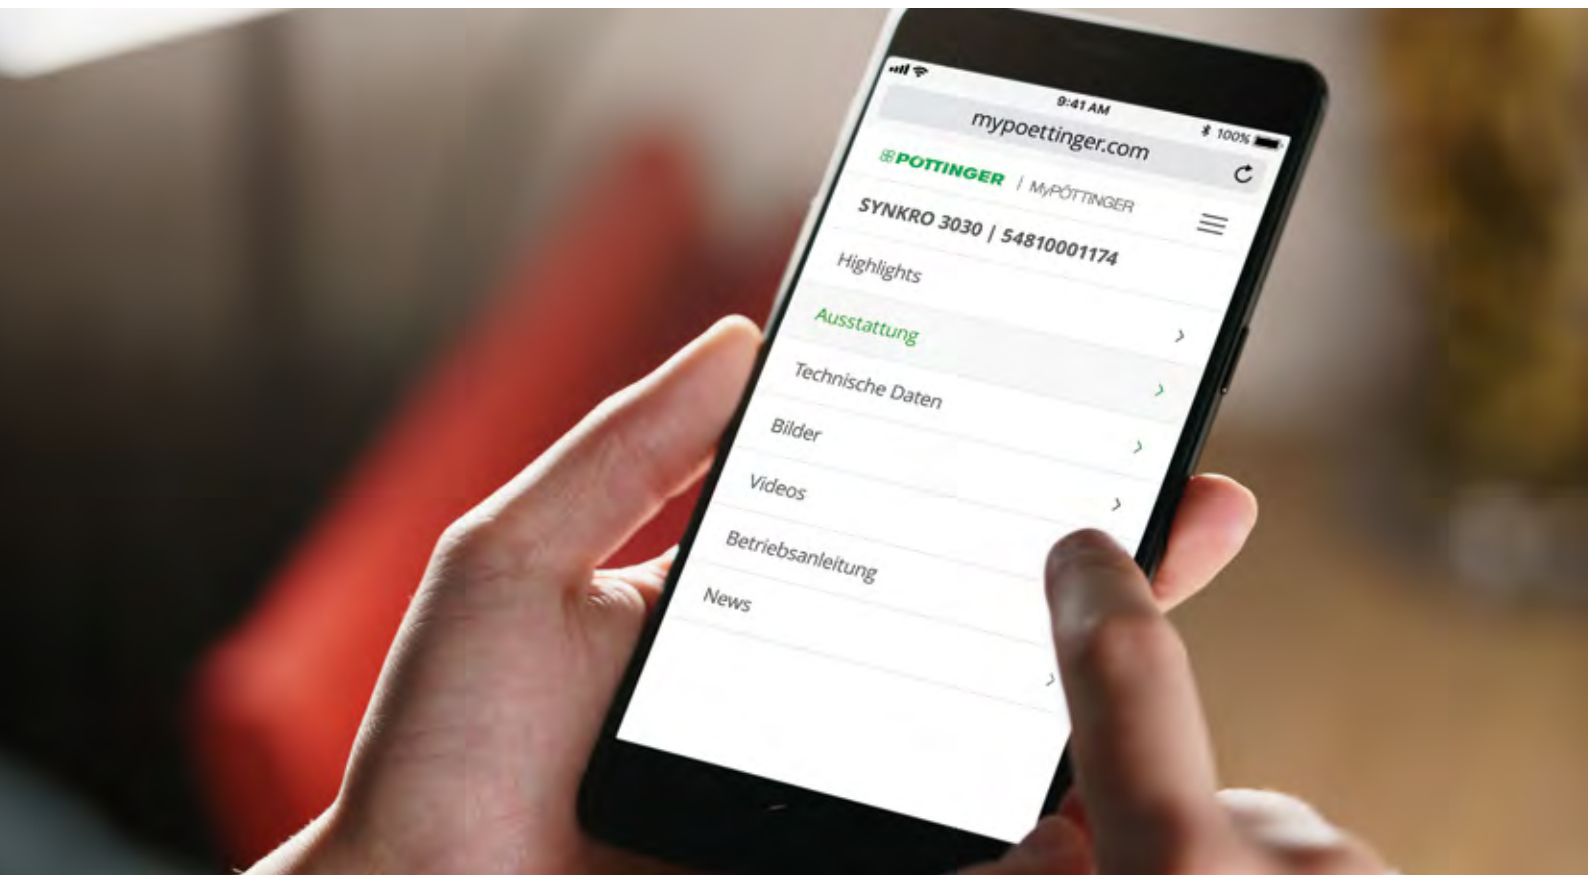 9:41 AM
100%
mypoettinger.com
PÖTTINGER | MyPÖTTINGER
SYNKRO 3030 | 54810001174
Highlights
Ausstattung
Technische Daten
Bilder
Videos
Betriebsanleitung
News